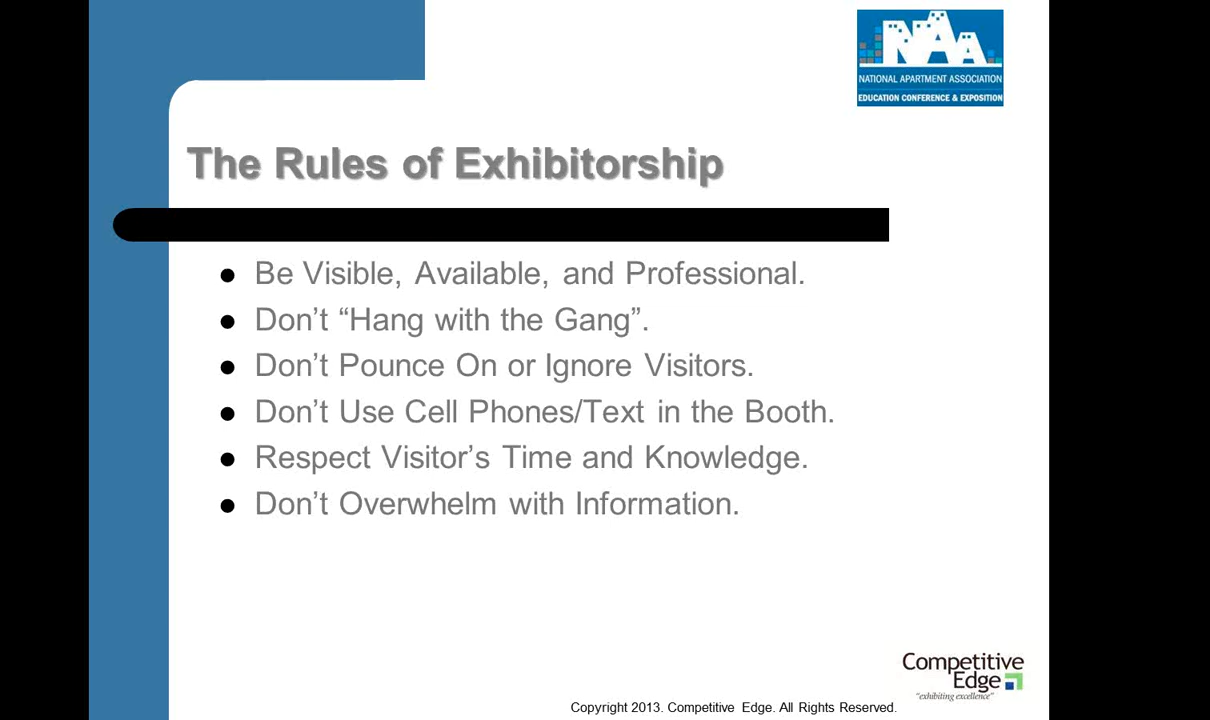 NAA
NATIONAL APARTMENT ASSOCIATION
EDUCATION CONFERENCE & EXPOSITION
The Rules of Exhibitorship
Be Visible, Available, and Professional.
Don’t “Hang with the Gang”.
Don’t Pounce On or Ignore Visitors.
Don’t Use Cell Phones/Text in the Booth.
Respect Visitor’s Time and Knowledge.
Don’t Overwhelm with Information.
Competitive
Edge
“exhibiting excellence”
Copyright 2013. Competitive Edge. All Rights Reserved.